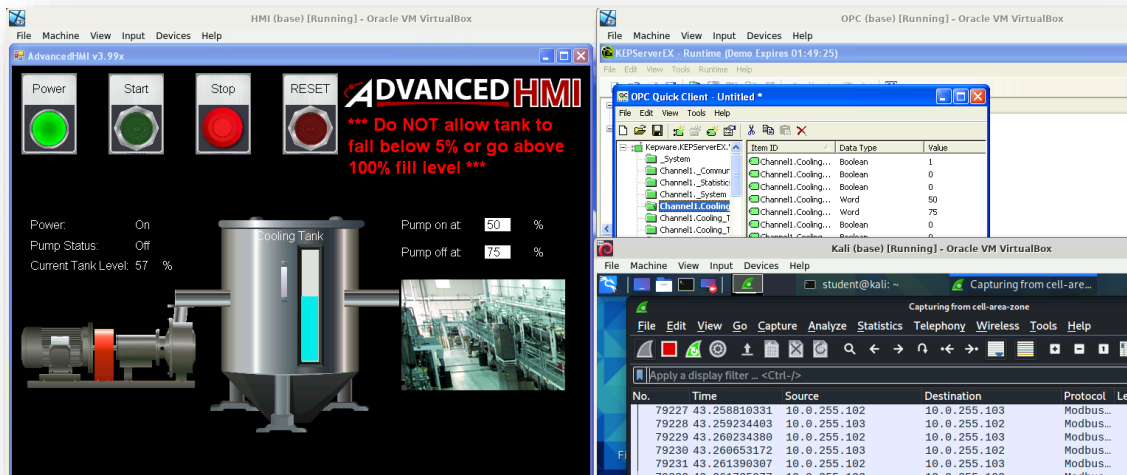 HMI (base) [Running] - Oracle VM VirtualBox
File Machine View Input Devices Help
AdvancedHMI v3.99x
Power Start Stop RESET
ADVANCED HMI
*** Do NOT allow tank to
fall below 5% or go above
100% fill level ***
Power: On
Pump Status: Off
Current Tank Level: 57 %
Cooling Tank
Pump on at: 50 %
Pump off at: 75 %
OPC (base) [Running] - Oracle VM VirtualBox
File Machine View Input Devices Help
KEPServerEX - Runtime (Demo Expires 01:49:25)
File Edit View Tools Runtime Help
OPC Quick Client - Untitled *
File Edit View Tools Help
Kepware.KEPServerEX.
_System
Channel1._Commun
Channel1._Statistic
Channel1._System
Channel1.Cooling
Channel1.Cooling_T
Channel1.Cooling_T
Item ID / Data Type Value
Channel1.Cooling... Boolean 1
Channel1.Cooling... Boolean 0
Channel1.Cooling... Boolean 0
Channel1.Cooling... Word 50
Channel1.Cooling... Word 75
Channel1.Cooling... Boolean 0
Channel1.Cooling... Boolean 0
Kali (base) [Running] - Oracle VM VirtualBox
File Machine View Input Devices Help
student@kali: ~
Capturing from cell-are...
Capturing from cell-area-zone
File Edit View Go Capture Analyze Statistics Telephony Wireless Tools Help
Apply a display filter ... <Ctrl-/>
No. Time Source Destination Protocol Le
79227 43.258810331 10.0.255.102 10.0.255.103 Modbus…
79228 43.259234403 10.0.255.103 10.0.255.102 Modbus…
79229 43.260234380 10.0.255.102 10.0.255.103 Modbus…
79230 43.260653172 10.0.255.103 10.0.255.102 Modbus…
79231 43.261390307 10.0.255.102 10.0.255.103 Modbus…